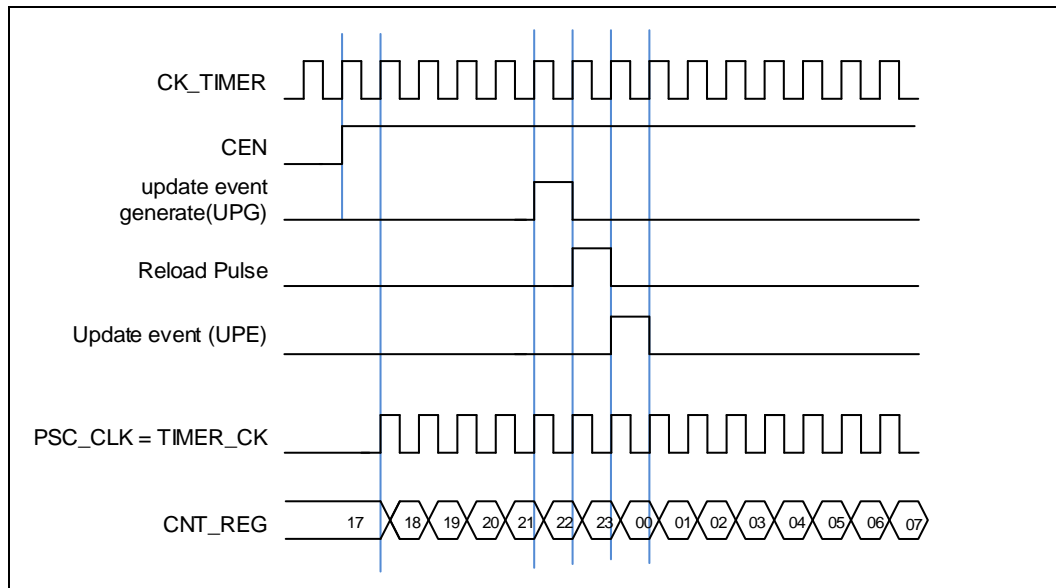 CK_TIMER
CEN
update event
generate(UPG)
Reload Pulse
Update event (UPE)
PSC_CLK = TIMER_CK
CNT_REG 17 18 19 20 21 22 23 00 01 02 03 04 05 06 07